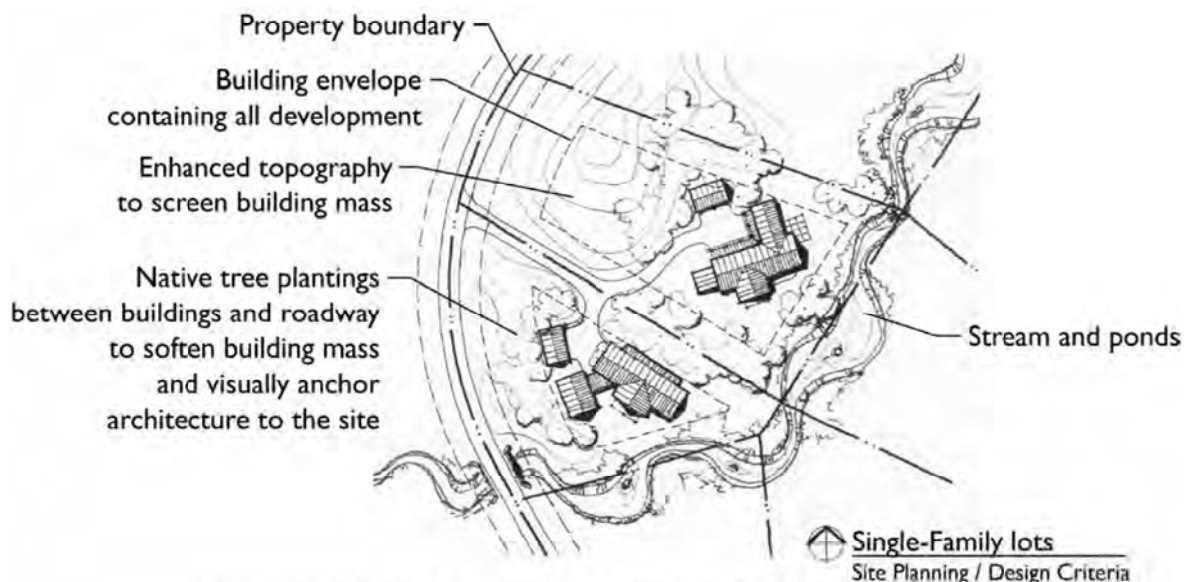 Property boundary
Building envelope
containing all development
Enhanced topography
to screen building mass
Native tree plantings
between buildings and roadway
to soften building mass
and visually anchor
architecture to the site
Stream and ponds
Single-Family lots
Site Planning / Design Criteria